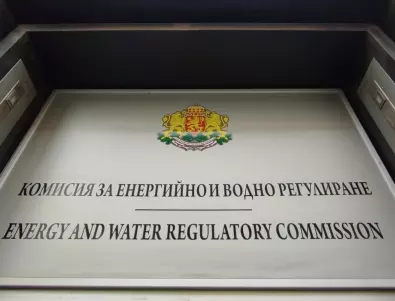 КОМИСИЯ ЗА ЕНЕРГИЙНО И ВОДНО РЕГУЛИРАНЕ
ENERGY AND WATER REGULATORY COMMISSION